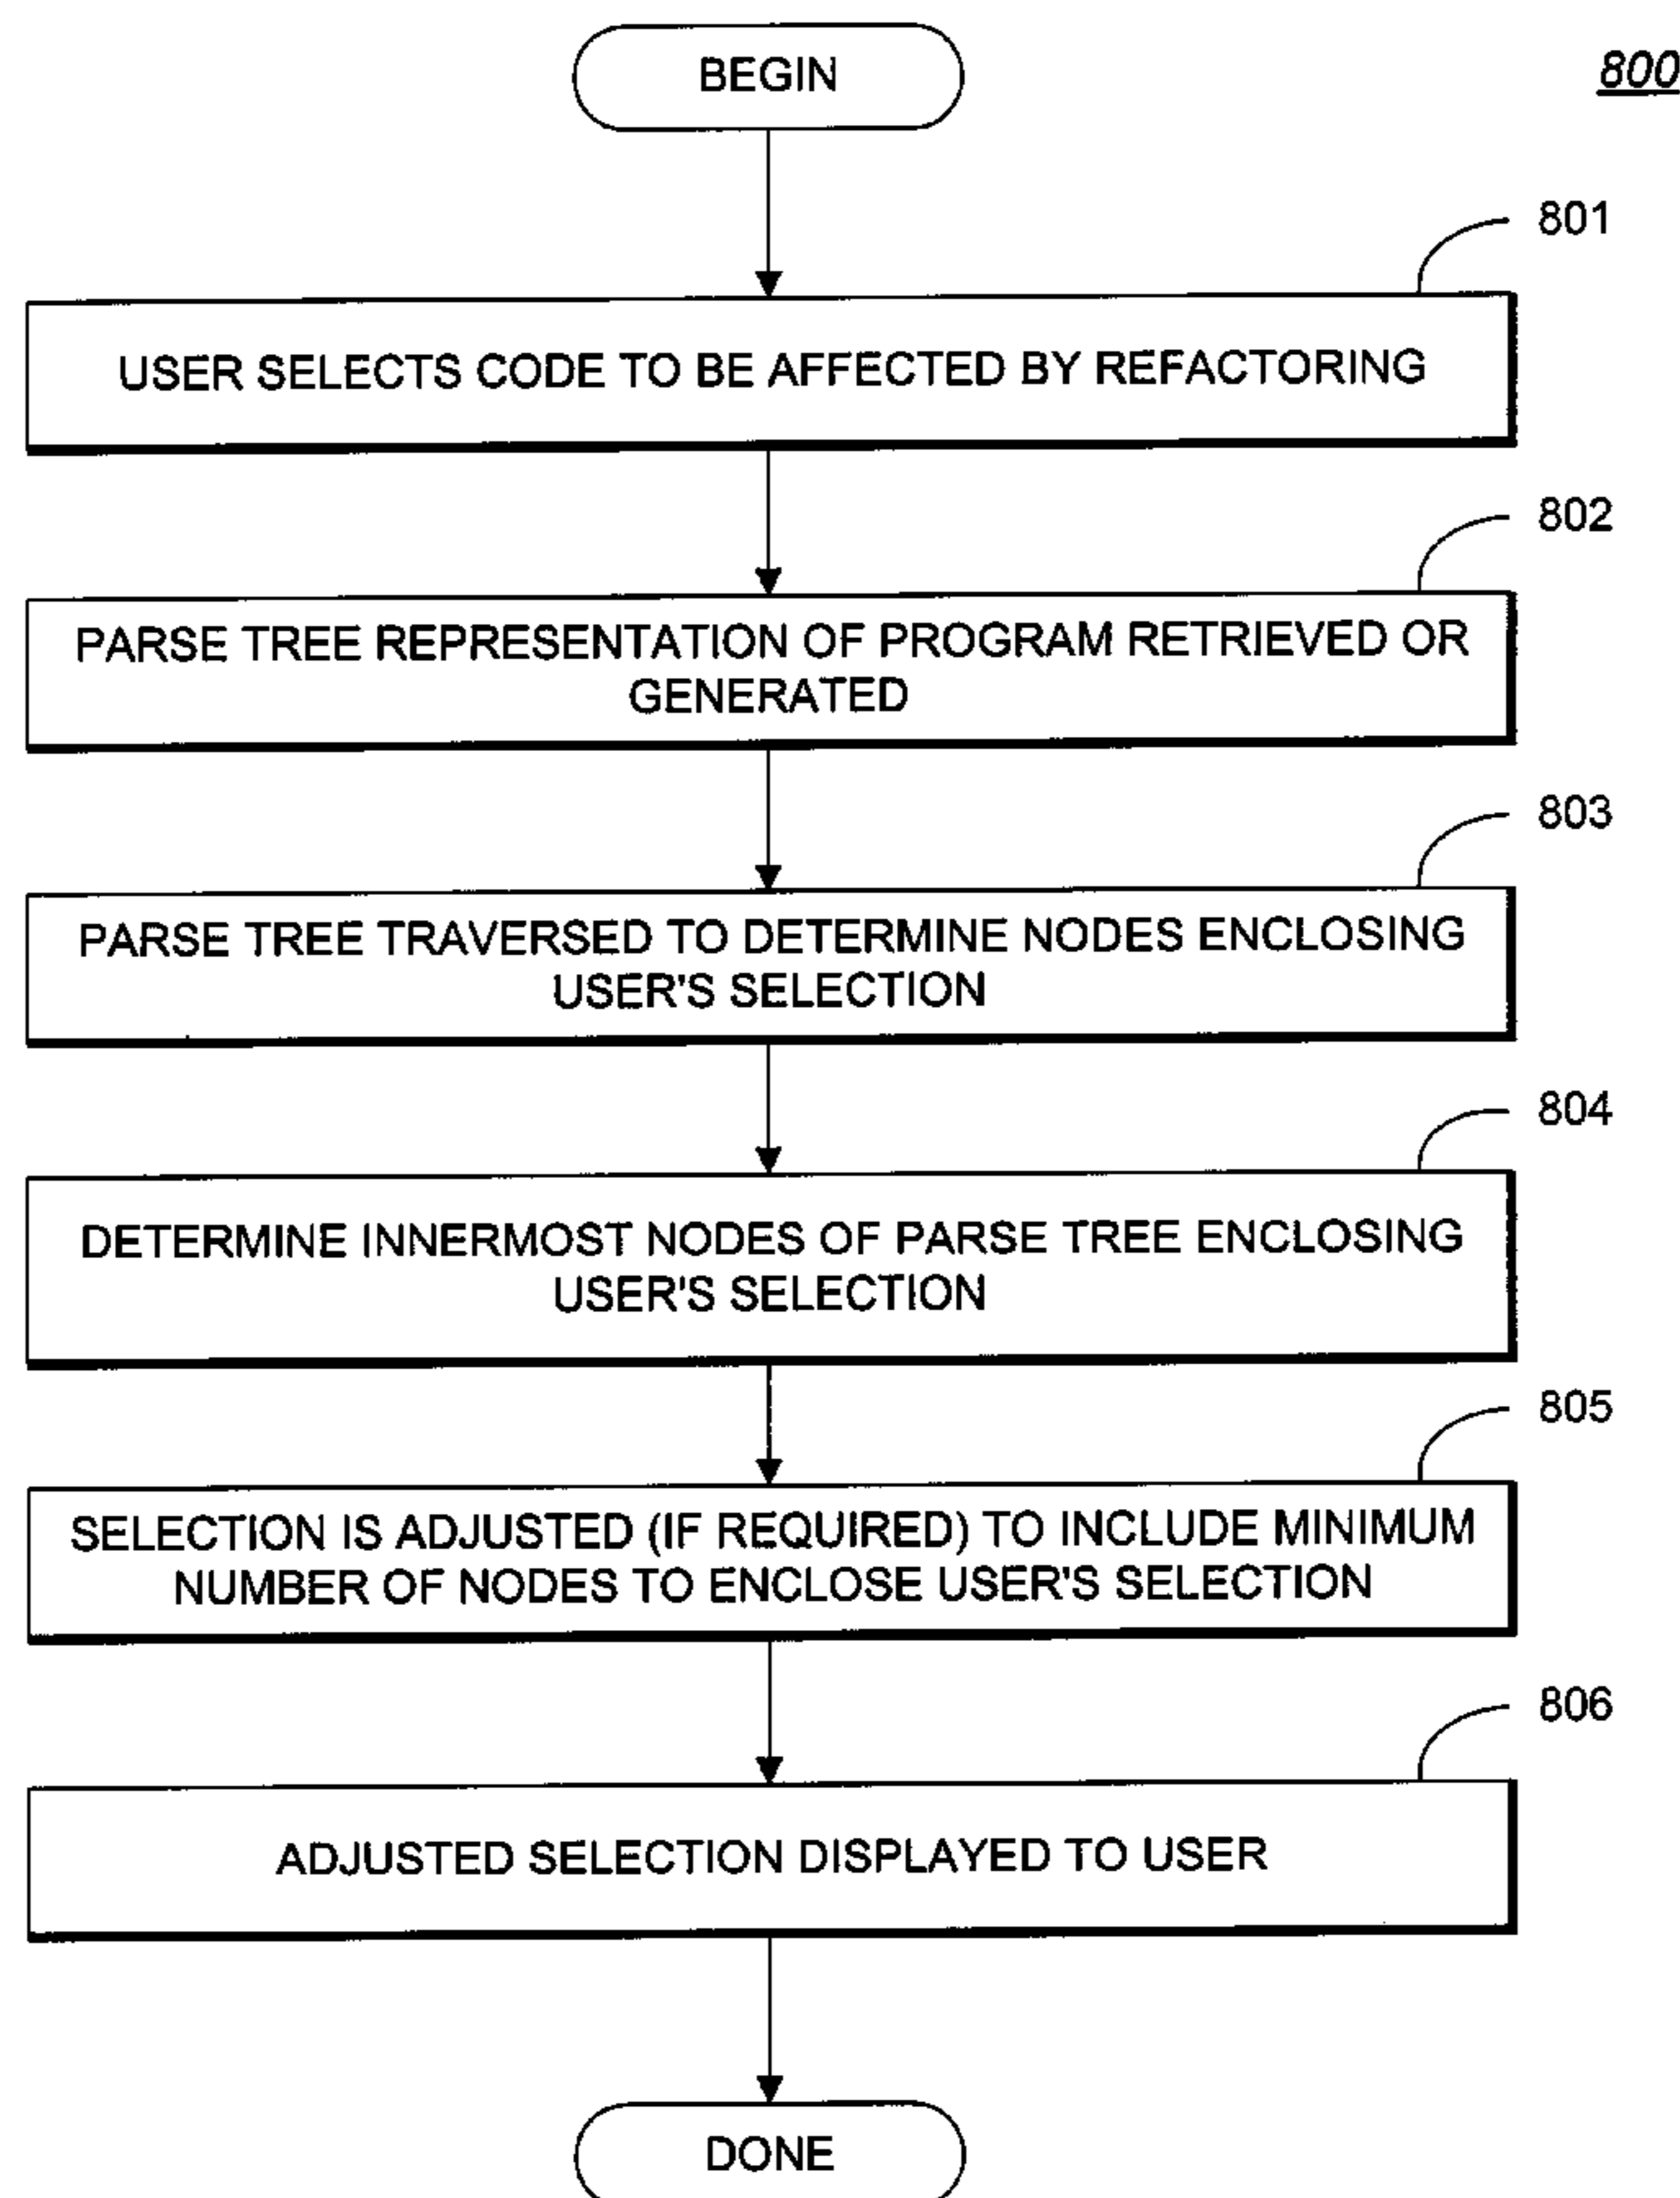 BEGIN
800
801
USER SELECTS CODE TO BE AFFECTED BY REFACTORING
802
PARSE TREE REPRESENTATION OF PROGRAM RETRIEVED OR
GENERATED
803
PARSE TREE TRAVERSED TO DETERMINE NODES ENCLOSING
USER'S SELECTION
804
DETERMINE INNERMOST NODES OF PARSE TREE ENCLOSING
USER'S SELECTION
805
SELECTION IS ADJUSTED (IF REQUIRED) TO INCLUDE MINIMUM
NUMBER OF NODES TO ENCLOSE USER'S SELECTION
806
ADJUSTED SELECTION DISPLAYED TO USER
DONE